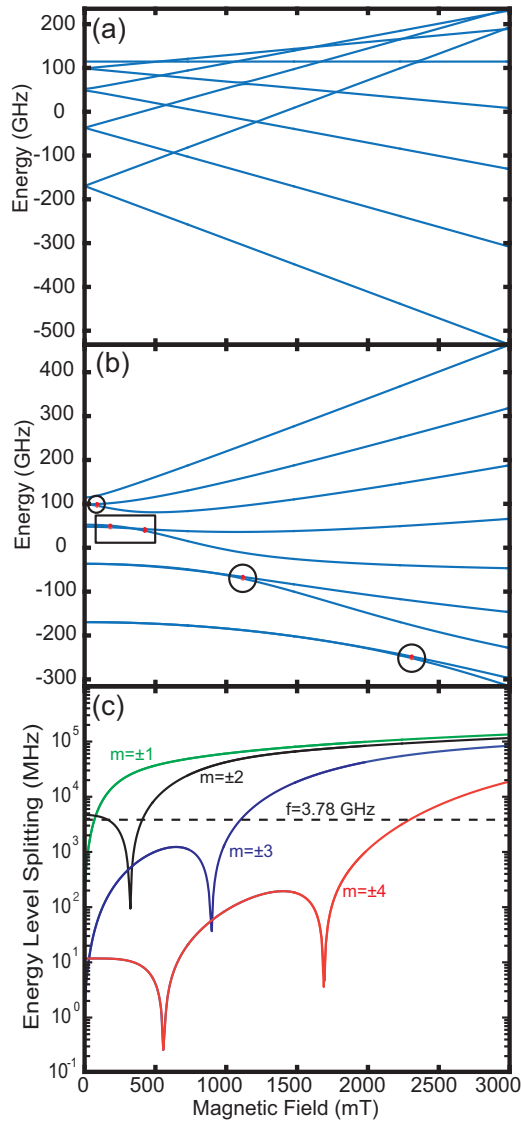 (a)
200
100
0
-100
-200
-300
-400
-500
Energy (GHz)
(b)
400
300
200
100
0
-100
-200
-300
Energy (GHz)
(c)
10^5
10^4
10^3
10^2
10^1
10^0
10^-1
Energy Level Splitting (MHz)
m=±1
m=±2
f=3.78 GHz
m=±3
m=±4
0 500 1000 1500 2000 2500 3000
Magnetic Field (mT)